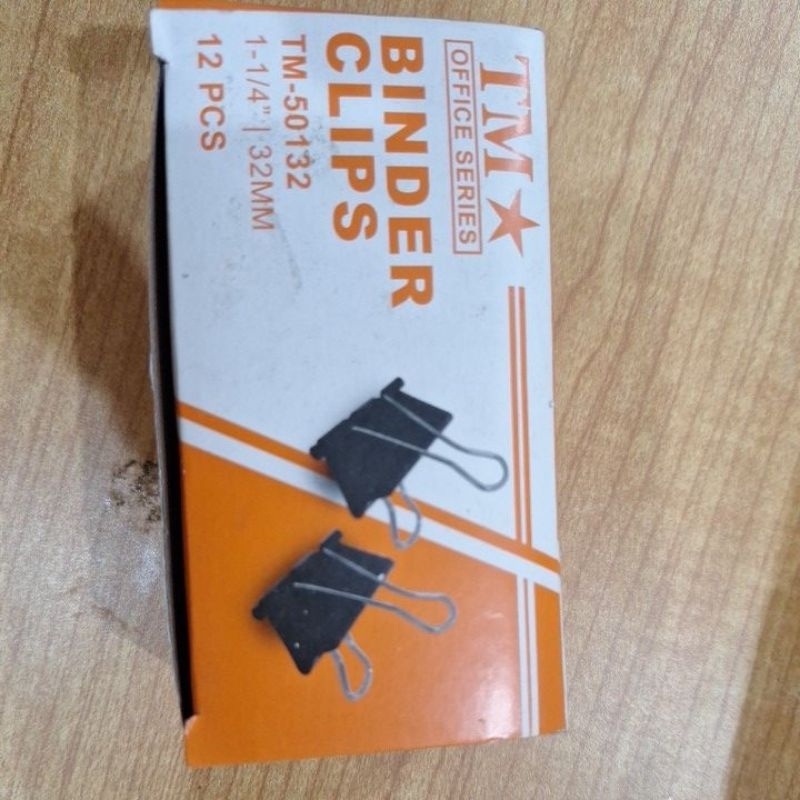 TM
OFFICE SERIES
BINDER
CLIPS
TM-50132
1-1/4" | 32MM
12 PCS